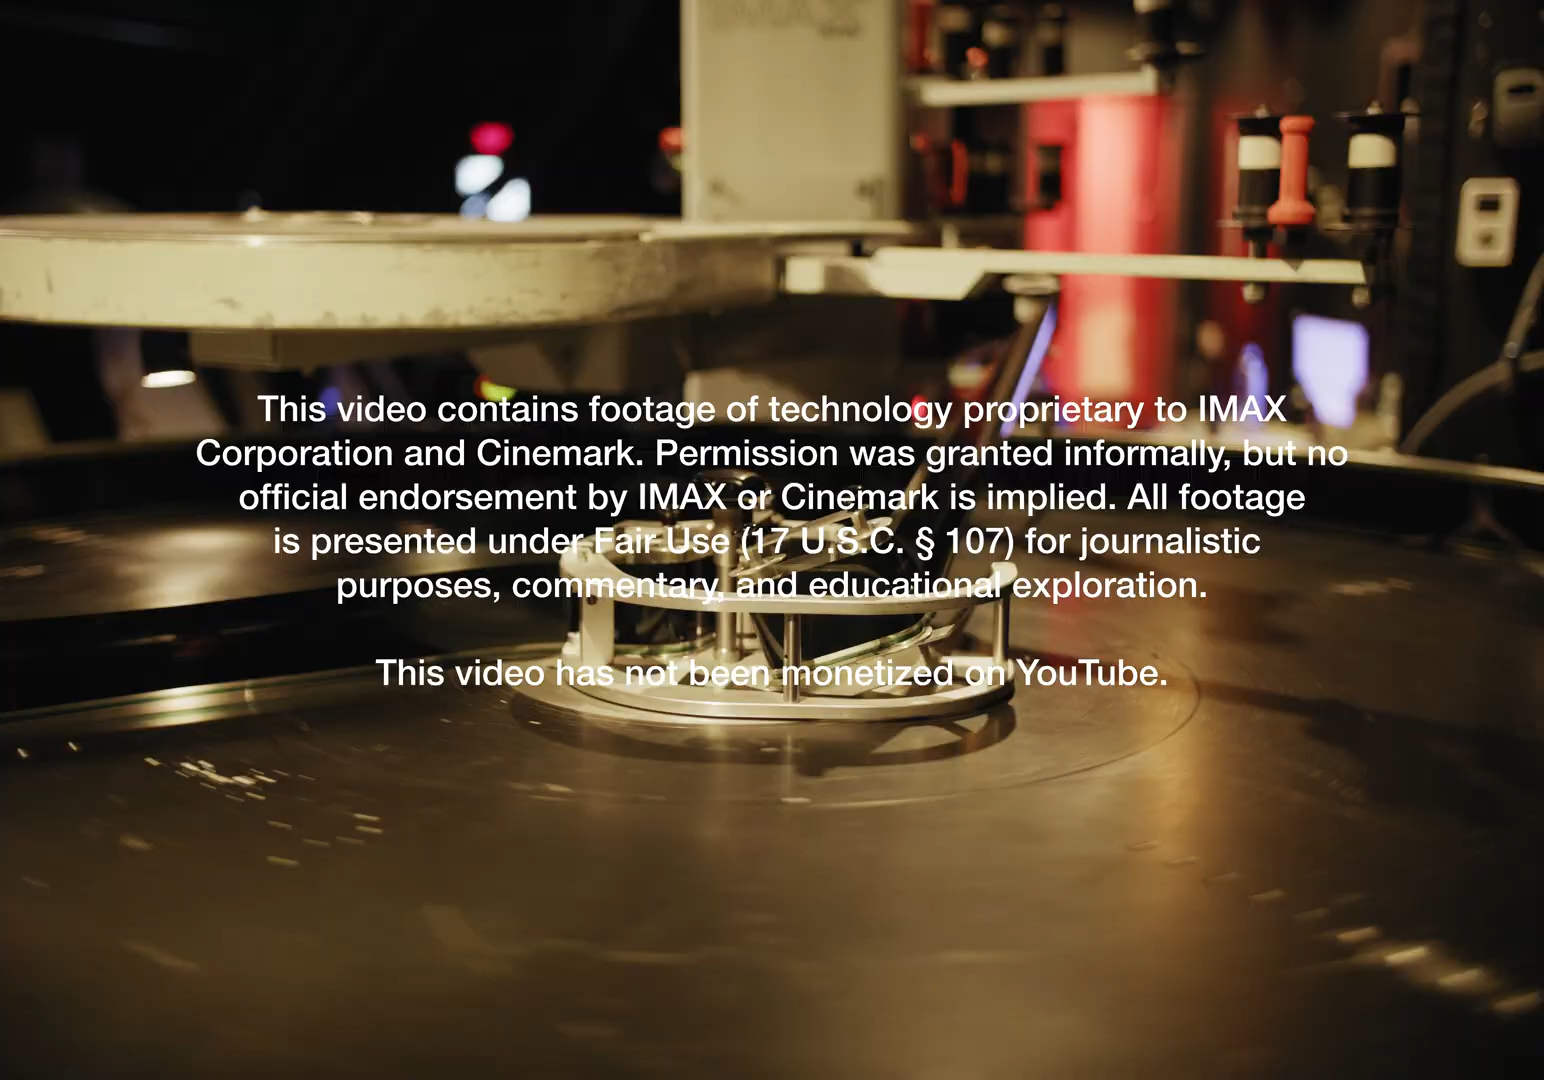 This video contains footage of technology proprietary to IMAX
Corporation and Cinemark. Permission was granted informally, but no
official endorsement by IMAX or Cinemark is implied. All footage
is presented under Fair Use (17 U.S.C. § 107) for journalistic
purposes, commentary, and educational exploration.
This video has not been monetized on YouTube.